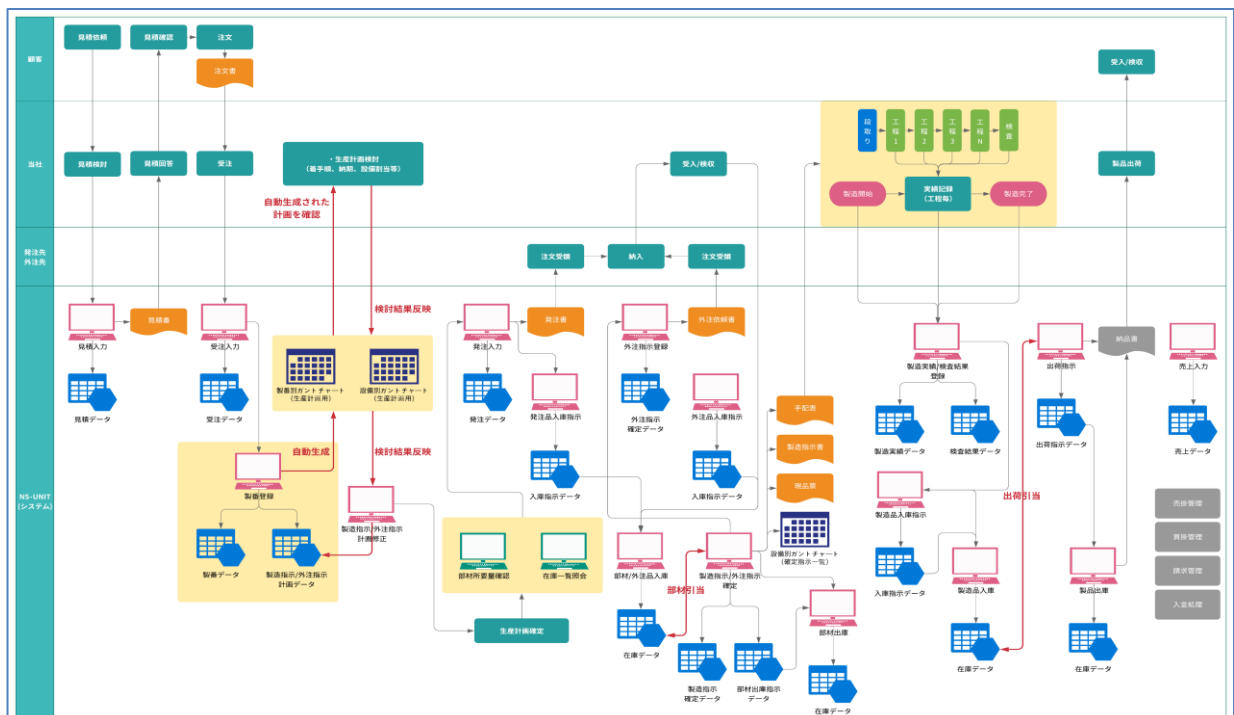 顧客
見積依頼
見積確認
注文
注文書
受入/検収
当社
見積検討
見積回答
受注
・生産計画検討
(着手順、納期、設備割当等)
受入/検収
段取り
工程1
工程2
工程3
工程N
検査
製造開始
実績記録
(工程毎)
製造完了
製品出荷
自動生成された
計画を確認
発注先
外注先
注文受領
納入
注文受領
NS-UNIT
(システム)
見積入力
見積書
受注入力
検討結果反映
発注入力
発注書
外注指示登録
外注依頼書
製造実績/検査結果
登録
出荷指示
納品書
売上入力
見積データ
受注データ
製番別ガントチャート
(生産計画用)
設備別ガントチャート
(生産計画用)
発注データ
発注品入庫指示
外注指示
確定データ
外注品入庫指示
手配書
製造指示書
現品票
製造実績データ
検査結果データ
出荷指示データ
売上データ
自動生成
検討結果反映
製番登録
製造指示/外注指示
計画修正
入庫指示データ
入庫指示データ
設備別ガントチャート
(確定指示一覧)
製造品入庫指示
出荷引当
売掛管理
買掛管理
請求管理
入金処理
製番データ
製造指示/外注指示
計画データ
部材所要量確認
在庫一覧照会
部材/外注品入庫
製造指示/外注指示
確定
部材引当
入庫指示データ
製造品入庫
製品出庫
生産計画確定
在庫データ
部材出庫
製造指示
確定データ
部材出庫指示
データ
在庫データ
在庫データ
在庫データ